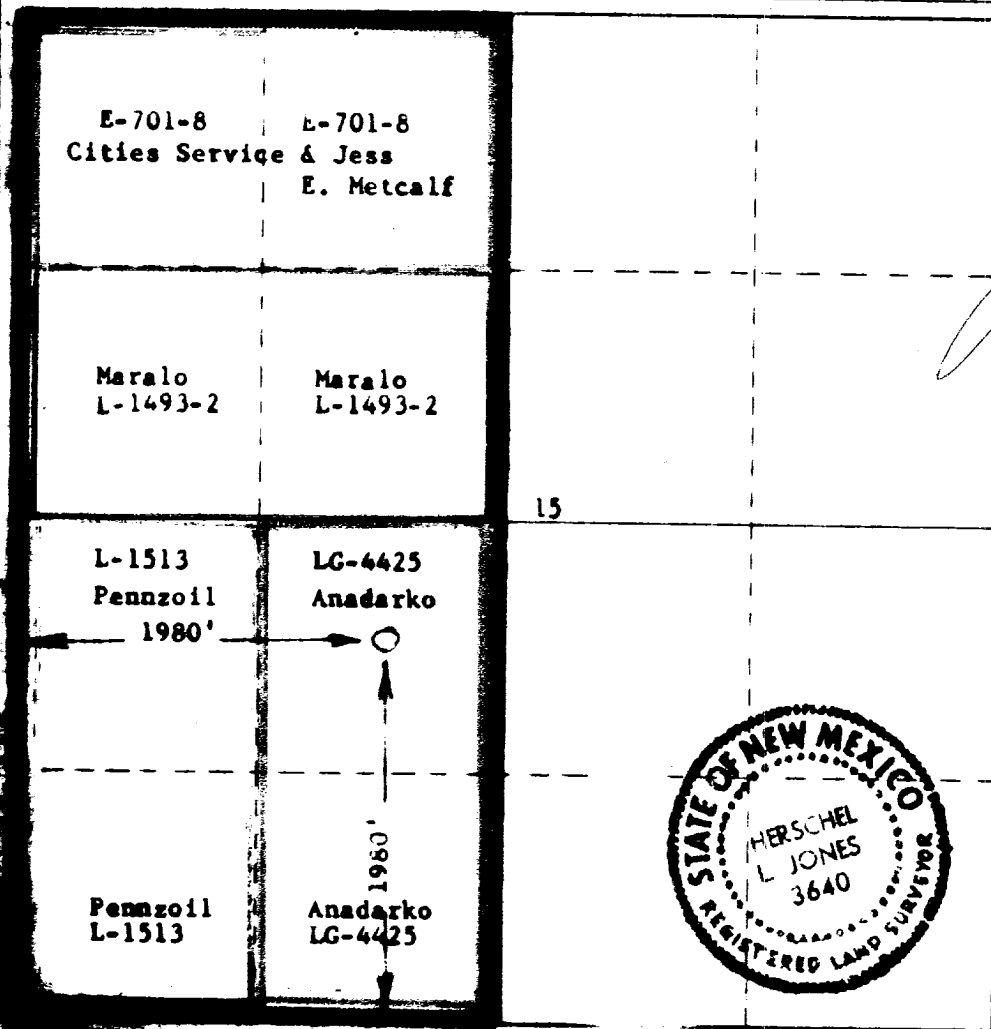 E-701-8 E-701-8
Cities Service & Jess
E. Metcalf
Maralo Maralo
L-1493-2 L-1493-2
15
L-1513 LG-4425
Pennzoil Anadarko
1980'
1980'
Pennzoil Anadarko
L-1513 LG-4425
STATE OF NEW MEXICO
HERSCHEL
L JONES
3640
REGISTERED LAND SURVEYOR